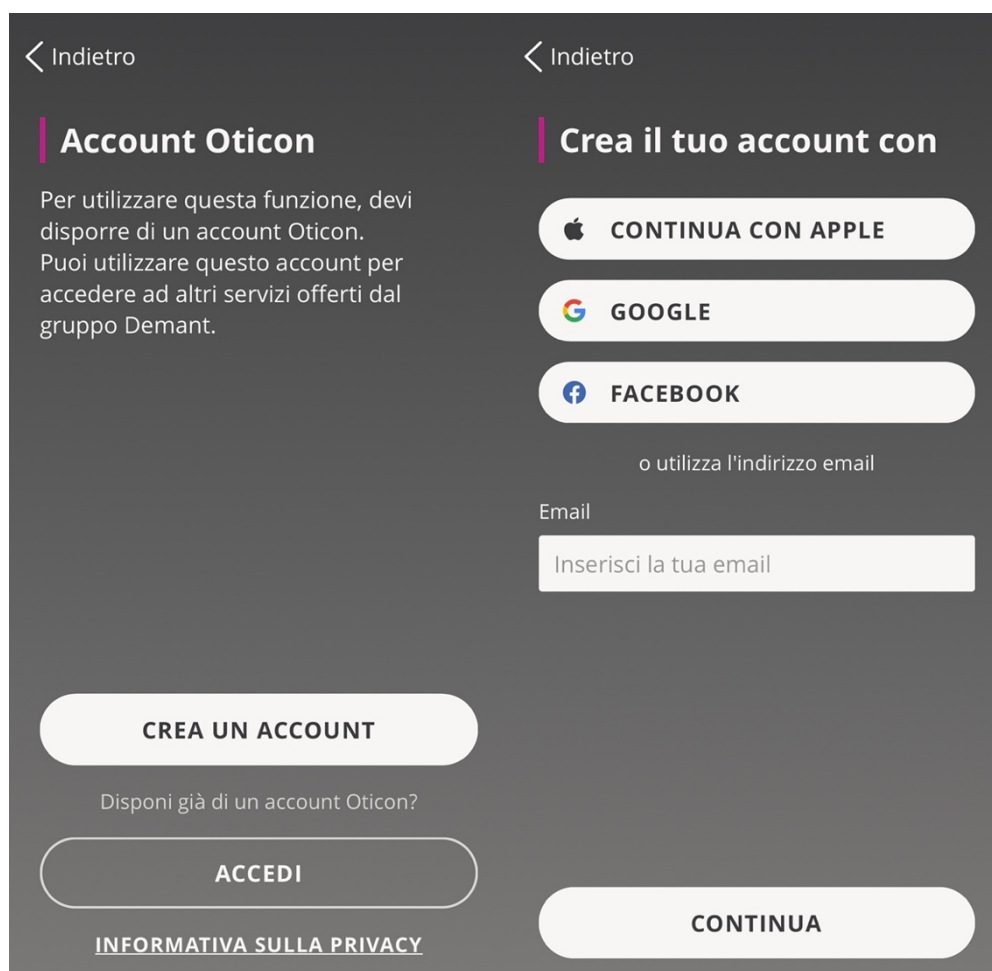 Indietro
Account Oticon
Per utilizzare questa funzione, devi
disporre di un account Oticon.
Puoi utilizzare questo account per
accedere ad altri servizi offerti dal
gruppo Demant.
CREA UN ACCOUNT
Disponi già di un account Oticon?
ACCEDI
INFORMATIVA SULLA PRIVACY
Indietro
Crea il tuo account con
CONTINUA CON APPLE
GOOGLE
FACEBOOK
o utilizza l'indirizzo email
Email
Inserisci la tua email
CONTINUA